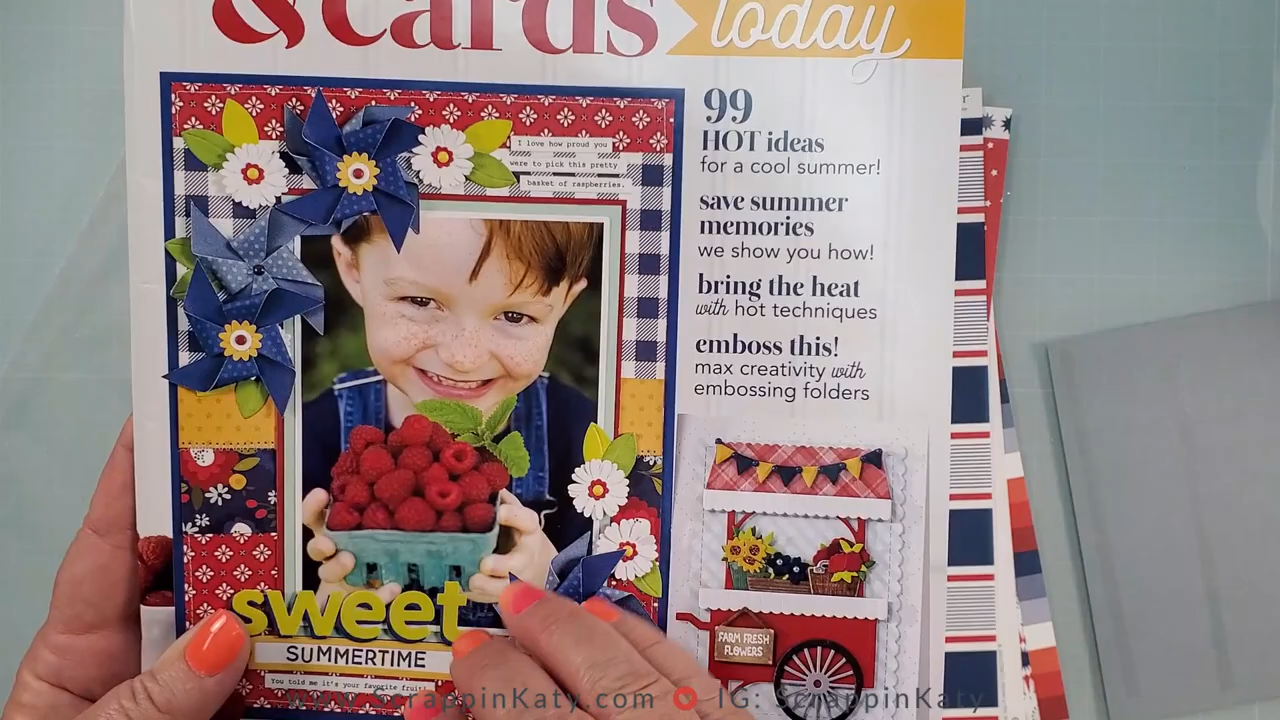 &cards today
I love how proud you
were to pick this pretty
basket of raspberries.
99
HOT ideas
for a cool summer!
save summer
memories
we show you how!
bring the heat
with hot techniques
emboss this!
max creativity with
embossing folders
FARM FRESH
FLOWERS
sweet
SUMMERTIME
You told me it's your favorite fruit
www.ScrappinKaty.com IG: ScrappinKaty